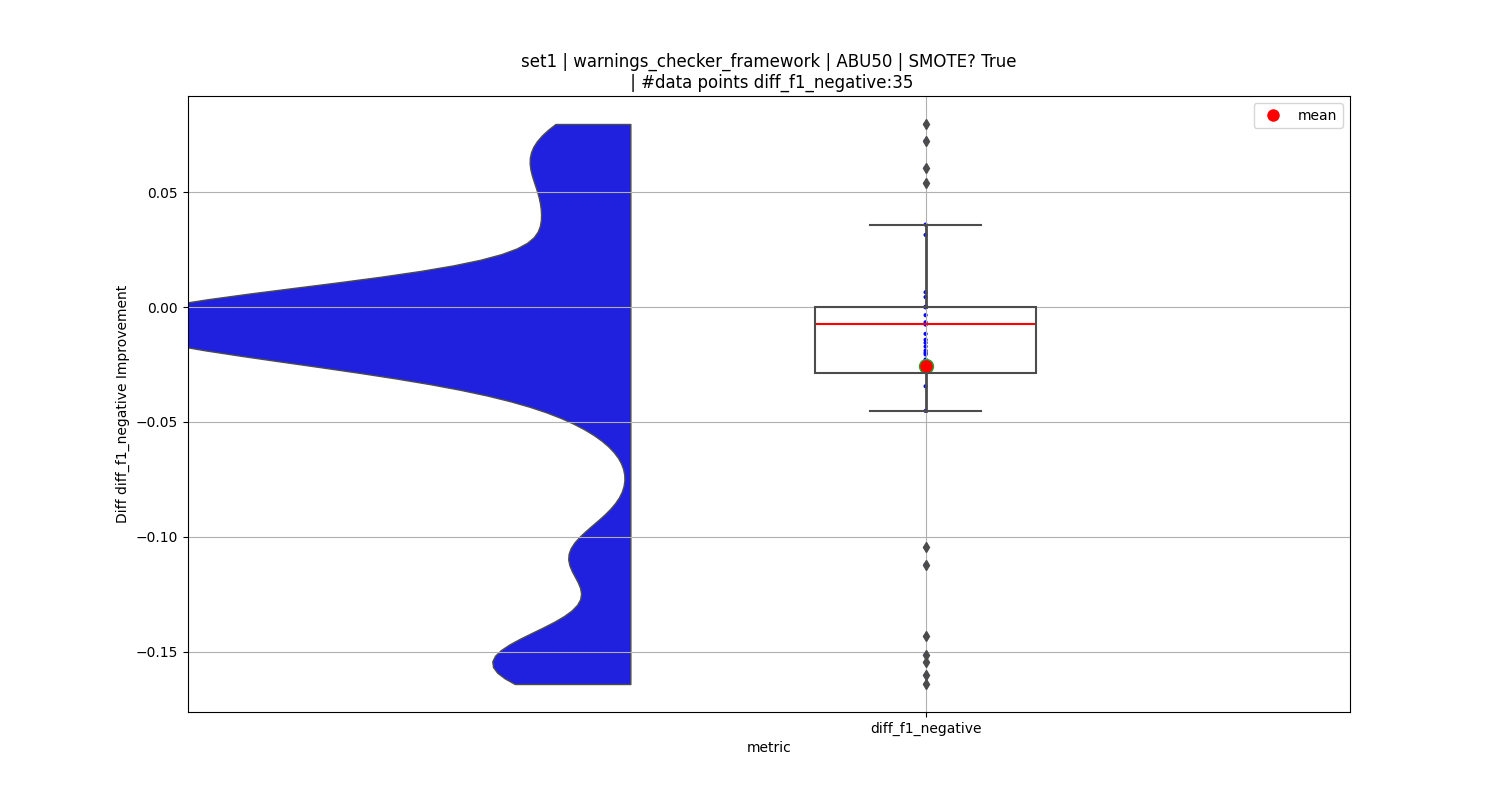 set1 | warnings_checker_framework | ABU50 | SMOTE? True
| #data points diff_f1_negative:35
mean
0.05
0.00
−0.05
−0.10
−0.15
Diff diff_f1_negative Improvement
diff_f1_negative
metric